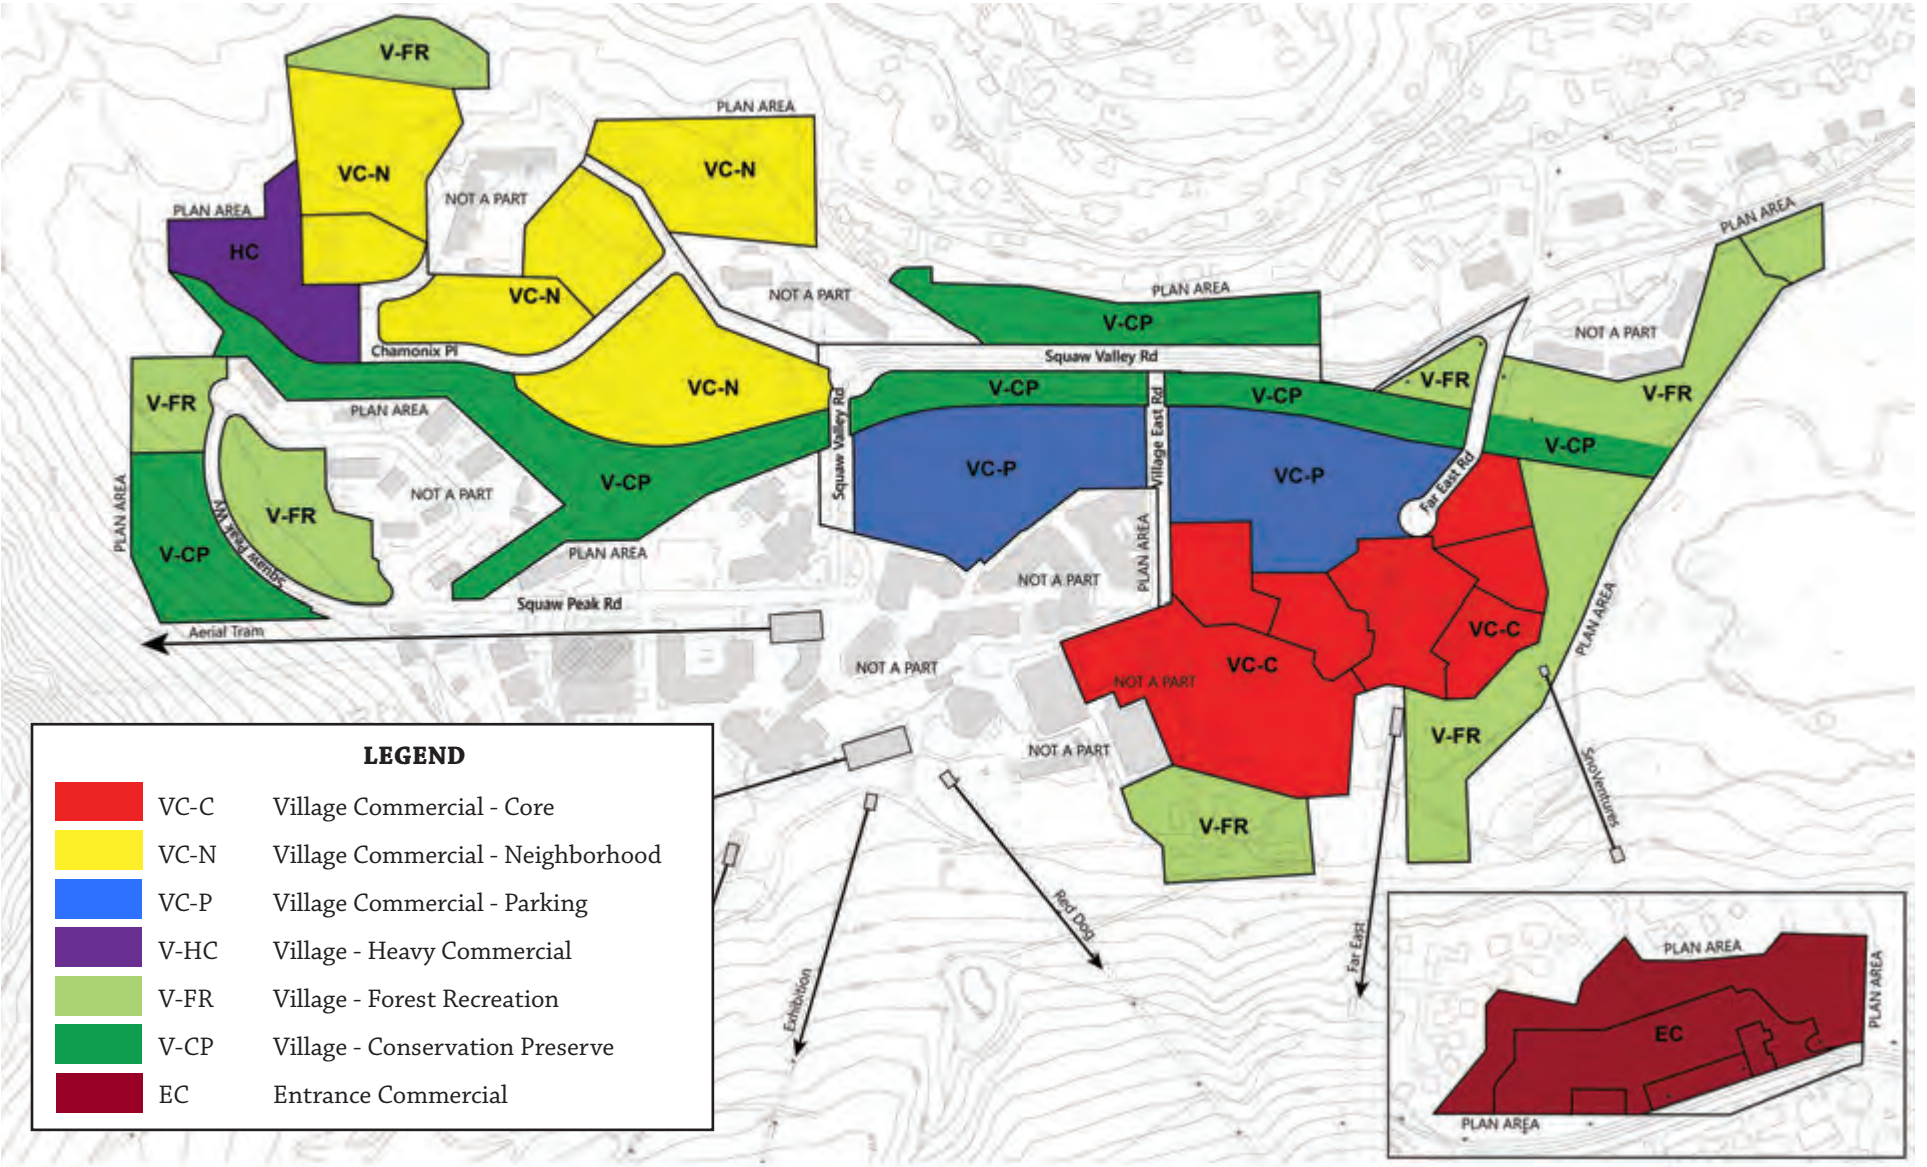 V-FR
PLAN AREA
VC-N
VC-N
NOT A PART
PLAN AREA
PLAN AREA
HC
VC-N
NOT A PART
PLAN AREA
V-CP
NOT A PART
Chamonix Pl
Squaw Valley Rd
VC-N
V-CP
V-CP
V-FR
V-FR
V-FR
PLAN AREA
Squaw Valley Rd
Village East Rd
V-CP
VC-P
VC-P
Far East Rd
V-CP
NOT A PART
V-FR
PLAN AREA
V-CP
Squaw Peak Wy
PLAN AREA
PLAN AREA
NOT A PART
PLAN AREA
Squaw Peak Rd
Aerial Tram
VC-C
VC-C
NOT A PART
NOT A PART
NOT A PART
V-FR
V-FR
SnoVentures
Red Dog
Far East
Exhibition
LEGEND
VC-C Village Commercial - Core
VC-N Village Commercial - Neighborhood
VC-P Village Commercial - Parking
V-HC Village - Heavy Commercial
V-FR Village - Forest Recreation
V-CP Village - Conservation Preserve
EC Entrance Commercial
PLAN AREA
PLAN AREA
EC
PLAN AREA